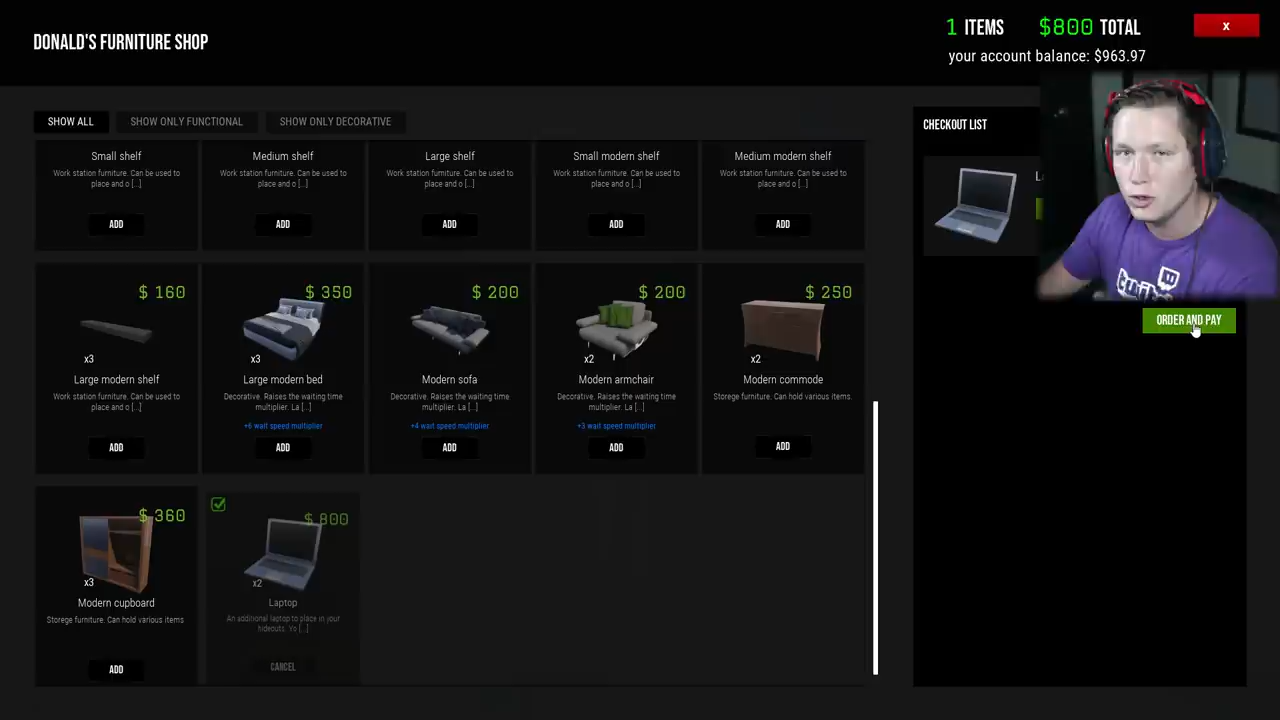 DONALD'S FURNITURE SHOP
1 ITEMS $800 TOTAL
x
your account balance: $963.97
SHOW ALL
SHOW ONLY FUNCTIONAL
SHOW ONLY DECORATIVE
CHECKOUT LIST
Small shelf
Work station furniture. Can be used to
place and o [...]
ADD
Medium shelf
Work station furniture. Can be used to
place and o [...]
ADD
Large shelf
Work station furniture. Can be used to
place and o [...]
ADD
Small modern shelf
Work station furniture. Can be used to
place and o [...]
ADD
Medium modern shelf
Work station furniture. Can be used to
place and o [...]
ADD
$ 160
x3
Large modern shelf
Work station furniture. Can be used to
place and o [...]
ADD
$ 350
x3
Large modern bed
Decorative. Raises the waiting time
multiplier. La [...]
+6 wait speed multiplier
ADD
$ 200
Modern sofa
Decorative. Raises the waiting time
multiplier. La [...]
+4 wait speed multiplier
ADD
$ 200
x2
Modern armchair
Decorative. Raises the waiting time
multiplier. La [...]
+3 wait speed multiplier
ADD
$ 250
x2
Modern commode
Storege furniture. Can hold various items.
ADD
$ 360
x3
Modern cupboard
Storege furniture. Can hold various items
ADD
$ 800
x2
Laptop
An additional laptop to place in your
hideouts. Yo [...]
CANCEL
ORDER AND PAY